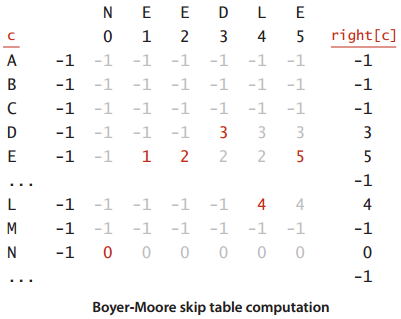 N E E D L E
c 0 1 2 3 4 5 right[c]
A -1 -1 -1 -1 -1 -1 -1 -1
B -1 -1 -1 -1 -1 -1 -1 -1
C -1 -1 -1 -1 -1 -1 -1 -1
D -1 -1 -1 -1 3 3 3 3
E -1 -1 1 2 2 2 5 5
... -1
L -1 -1 -1 -1 -1 4 4 4
M -1 -1 -1 -1 -1 -1 -1 -1
N -1 0 0 0 0 0 0 0
... -1
Boyer-Moore skip table computation